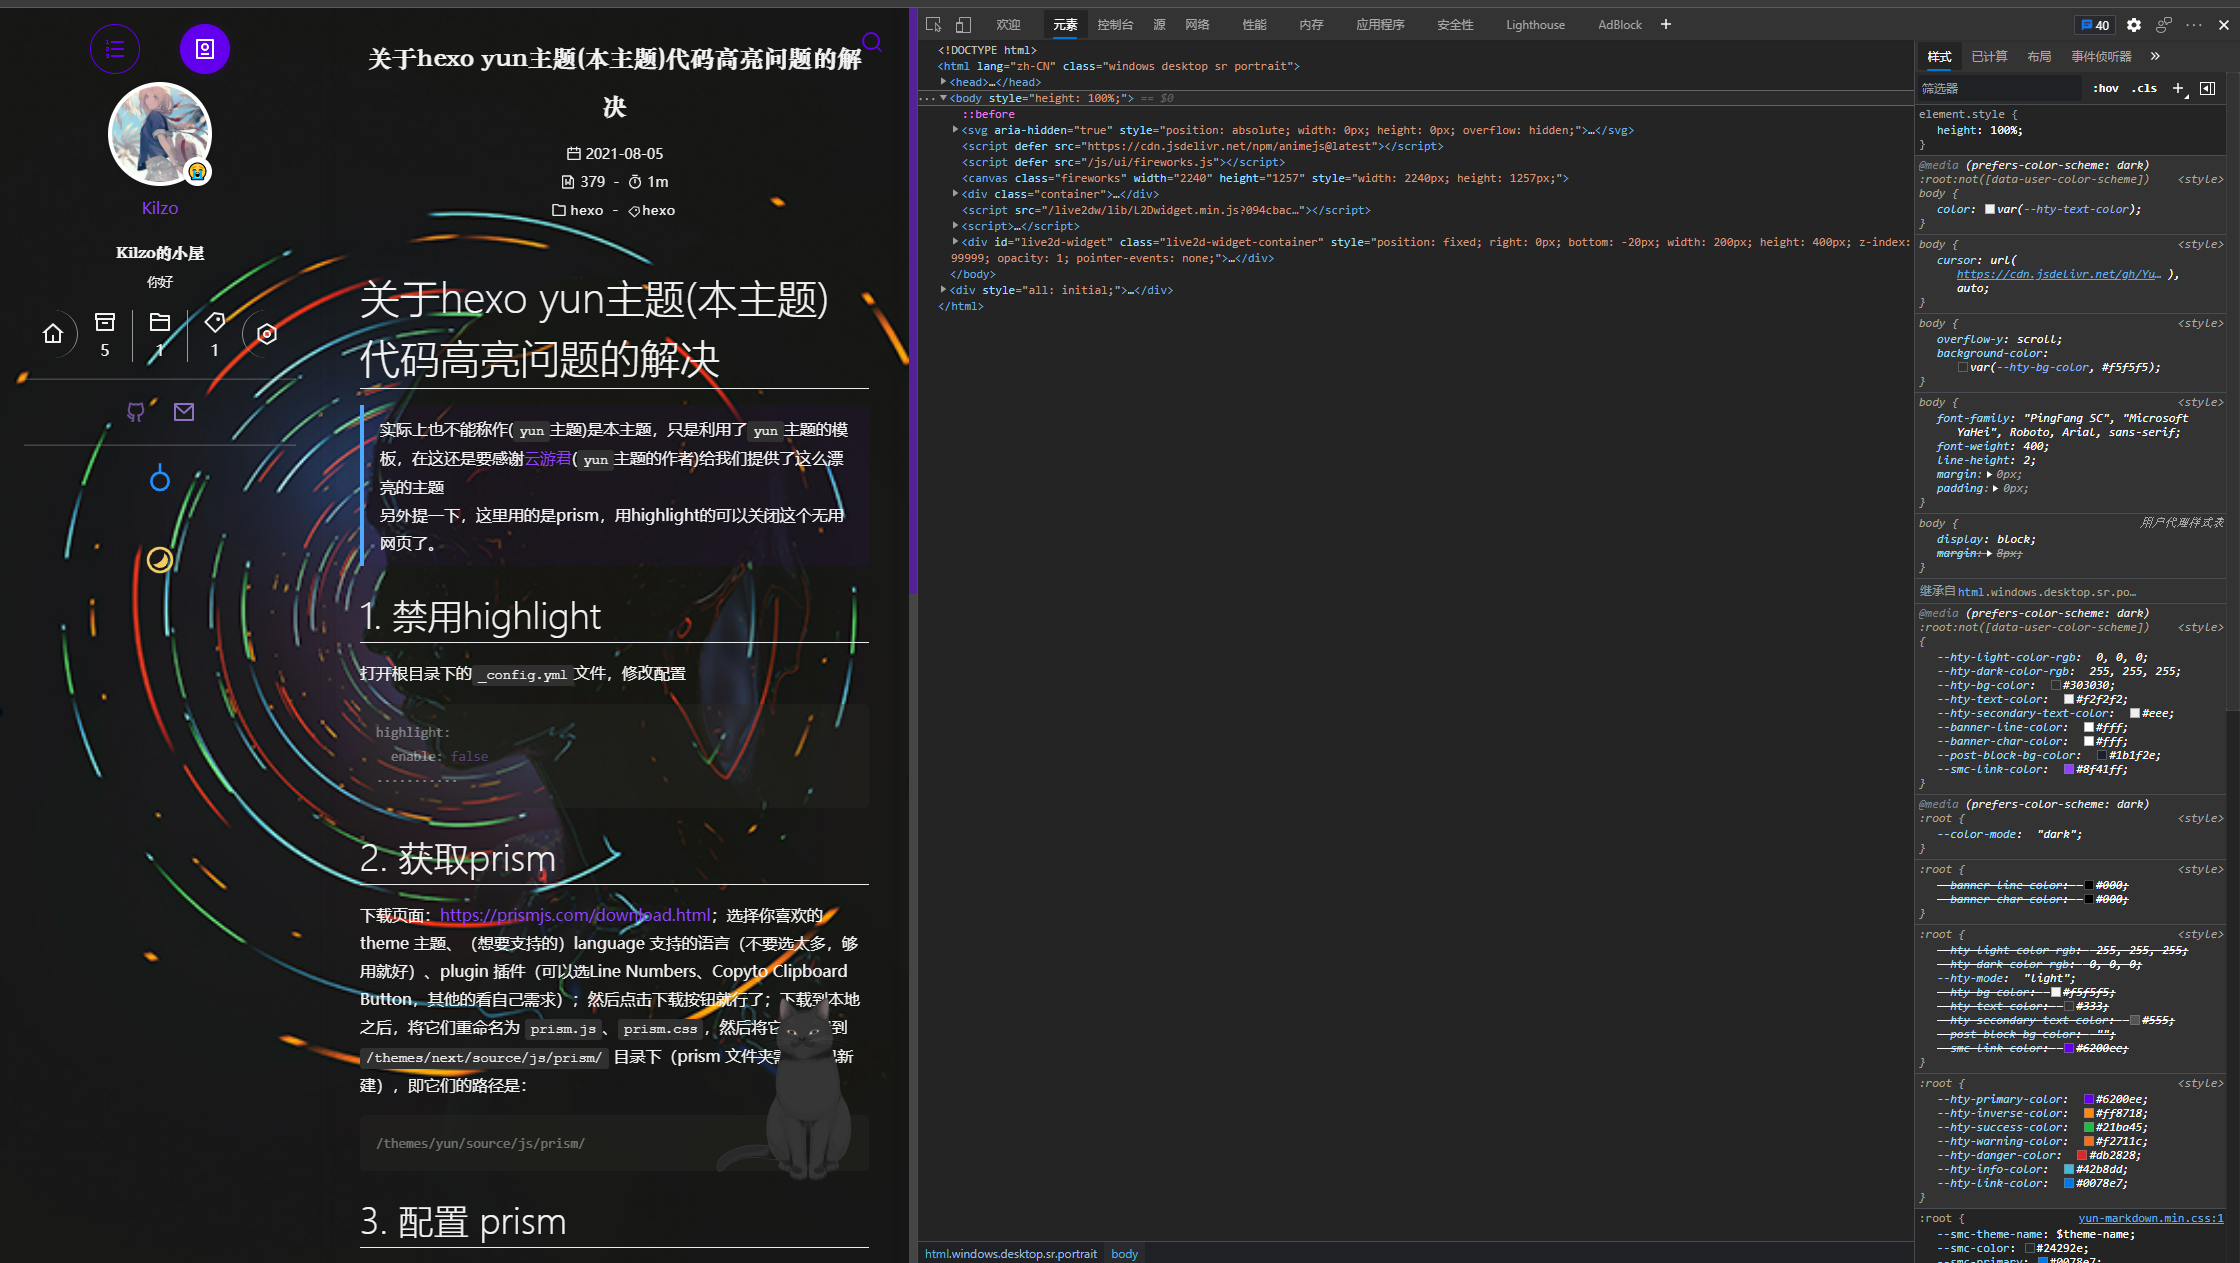 关于hexo yun主题(本主题)代码高亮问题的解
决
2021-08-05
379 - 1m
hexo - hexo
Kilzo
Kilzo的小屋
你好
5
1
1
关于hexo yun主题(本主题)
代码高亮问题的解决
实际上也不能称作( yun 主题)是本主题，只是利用了 yun 主题的模
板，在这还是要感谢云游君( yun 主题的作者)给我们提供了这么漂
亮的主题
另外提一下，这里用的是prism，用highlight的可以关闭这个无用
网页了。
1. 禁用highlight
打开根目录下的 _config.yml 文件，修改配置
highlight:
enable: false
-----------
2. 获取prism
下载页面：https://prismjs.com/download.html；选择你喜欢的
theme 主题、（想要支持的）language 支持的语言（不要选太多，够
用就好）、plugin 插件（可以选Line Numbers、Copyto Clipboard
Button，其他的看自己需求）；然后点击下载按钮就行了；下载到本地
之后，将它们重命名为 prism.js 、 prism.css ，然后将它 到
/themes/next/source/js/prism/ 目录下（prism 文件夹需 新
建），即它们的路径是：
/themes/yun/source/js/prism/
3. 配置 prism
欢迎 元素 控制台 源 网络 性能 内存 应用程序 安全性 Lighthouse AdBlock + 40
<!DOCTYPE html>
<html lang="zh-CN" class="windows desktop sr portrait">
<head>…</head>
<body style="height: 100%;"> == $0
::before
<svg aria-hidden="true" style="position: absolute; width: 0px; height: 0px; overflow: hidden;">…</svg>
<script defer src="https://cdn.jsdelivr.net/npm/animejs@latest"></script>
<script defer src="/js/ui/fireworks.js"></script>
<canvas class="fireworks" width="2240" height="1257" style="width: 2240px; height: 1257px;">
<div class="container">…</div>
<script src="/live2dw/lib/L2Dwidget.min.js?094cbac…"></script>
<script>…</script>
<div id="live2d-widget" class="live2d-widget-container" style="position: fixed; right: 0px; bottom: -20px; width: 200px; height: 400px; z-index:
99999; opacity: 1; pointer-events: none;">…</div>
</body>
<div style="all: initial;">…</div>
</html>
html.windows.desktop.sr.portrait body
样式 已计算 布局 事件侦听器 »
筛选器 :hov .cls +
element.style {
height: 100%;
}
@media (prefers-color-scheme: dark)
:root:not([data-user-color-scheme]) <style>
body {
color: var(--hty-text-color);
}
body { <style>
cursor: url(
https://cdn.jsdelivr.net/gh/Yu… ),
auto;
}
body { <style>
overflow-y: scroll;
background-color:
var(--hty-bg-color, #f5f5f5);
}
body { <style>
font-family: "PingFang SC", "Microsoft
YaHei", Roboto, Arial, sans-serif;
font-weight: 400;
line-height: 2;
margin: 0px;
padding: 0px;
}
body { 用户代理样式表
display: block;
margin: 8px;
}
继承自 html.windows.desktop.sr.po…
@media (prefers-color-scheme: dark)
:root:not([data-user-color-scheme]) <style>
{
--hty-light-color-rgb: 0, 0, 0;
--hty-dark-color-rgb: 255, 255, 255;
--hty-bg-color: #303030;
--hty-text-color: #f2f2f2;
--hty-secondary-text-color: #eee;
--banner-line-color: #fff;
--banner-char-color: #fff;
--post-block-bg-color: #1b1f2e;
--smc-link-color: #8f41ff;
}
@media (prefers-color-scheme: dark)
:root { <style>
--color-mode: "dark";
}
:root { <style>
--banner-line-color: #000;
--banner-char-color: #000;
}
:root { <style>
--hty-light-color-rgb: 255, 255, 255;
--hty-dark-color-rgb: 0, 0, 0;
--hty-mode: "light";
--hty-bg-color: #f5f5f5;
--hty-text-color: #333;
--hty-secondary-text-color: #555;
--post-block-bg-color: "";
--smc-link-color: #6200ee;
}
:root { <style>
--hty-primary-color: #6200ee;
--hty-inverse-color: #ff8718;
--hty-success-color: #21ba45;
--hty-warning-color: #f2711c;
--hty-danger-color: #db2828;
--hty-info-color: #42b8dd;
--hty-link-color: #0078e7;
}
:root { yun-markdown.min.css:1
--smc-theme-name: $theme-name;
--smc-color: #24292e;
--smc-primary: #0078e7;